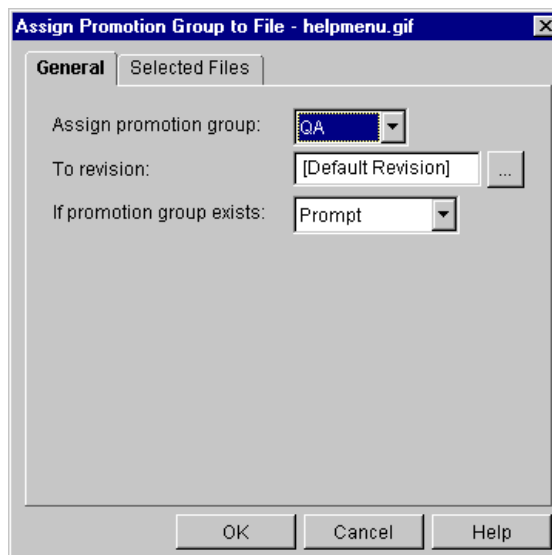 Assign Promotion Group to File - helpmenu.gif
General Selected Files
Assign promotion group: QA
To revision: [Default Revision] ...
If promotion group exists: Prompt
OK Cancel Help